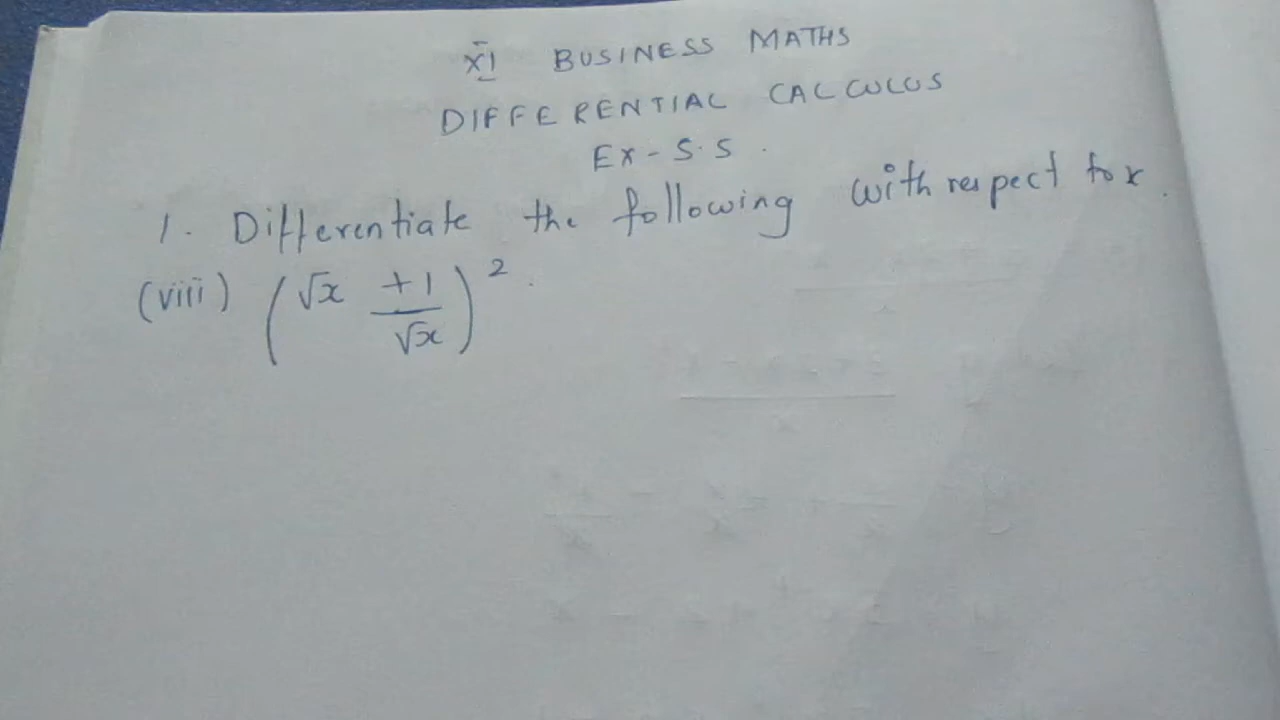 XI BUSINESS MATHS
DIFFERENTIAL CALCULUS
Ex - 5.5.
1. Differentiate the following with respect to x.
(viii) (√x +1/√x)²